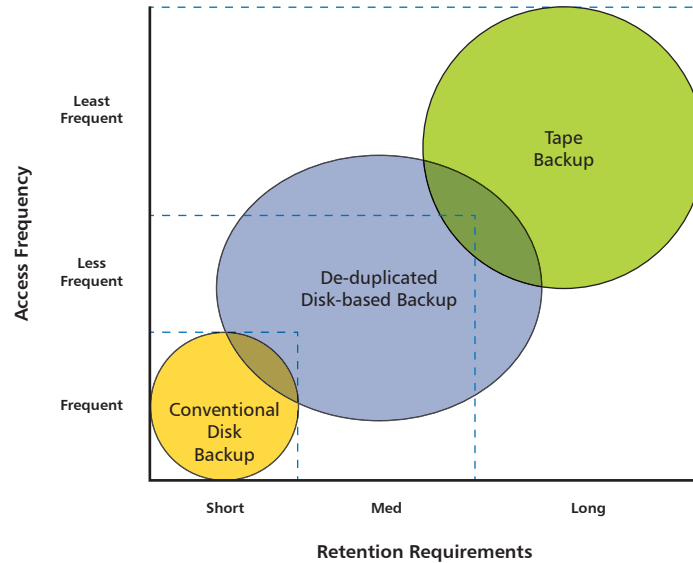 Least
Frequent
Tape
Backup
Access Frequency
Less
Frequent
De-duplicated
Disk-based Backup
Frequent
Conventional
Disk
Backup
Short
Med
Long
Retention Requirements